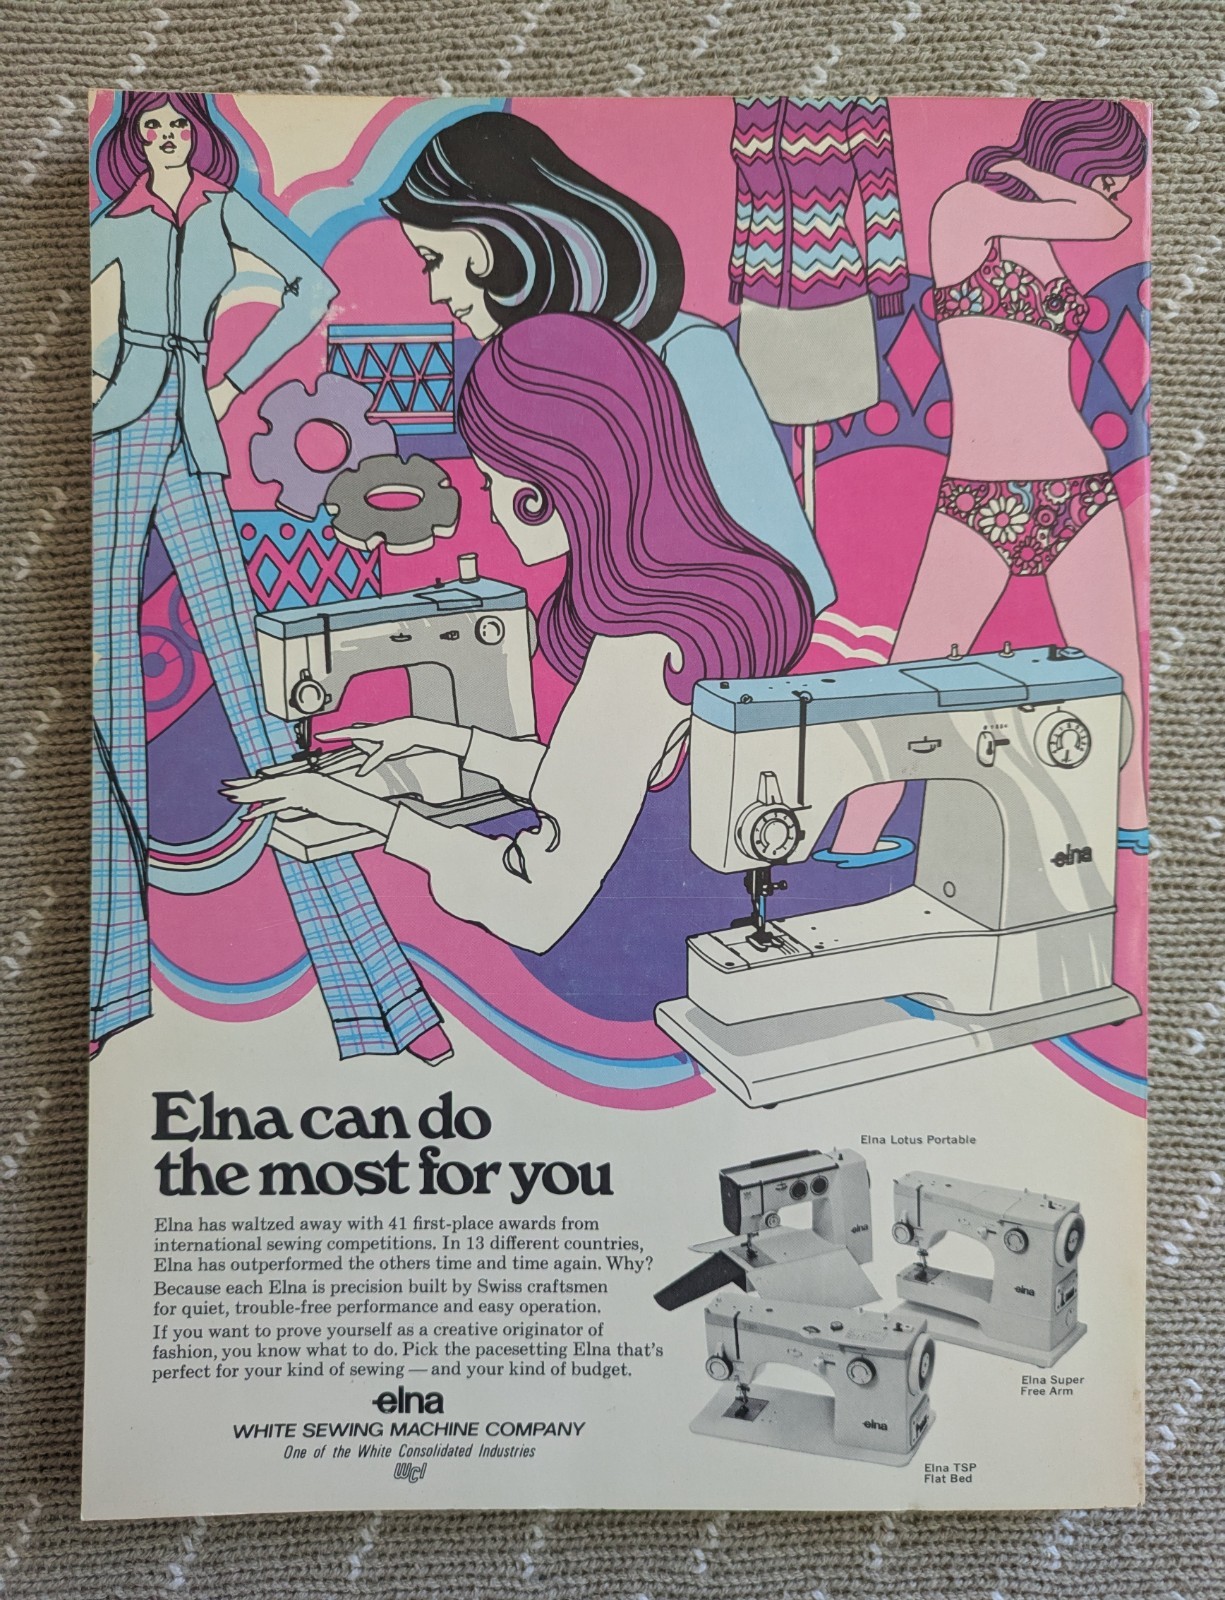 elna
Elna can do
the most for you
Elna has waltzed away with 41 first-place awards from
international sewing competitions. In 13 different countries,
Elna has outperformed the others time and time again. Why?
Because each Elna is precision built by Swiss craftsmen
for quiet, trouble-free performance and easy operation.
If you want to prove yourself as a creative originator of
fashion, you know what to do. Pick the pacesetting Elna that's
perfect for your kind of sewing — and your kind of budget.
elna
WHITE SEWING MACHINE COMPANY
One of the White Consolidated Industries
WCI
Elna Lotus Portable
elna
elna
Elna Super
Free Arm
elna
Elna TSP
Flat Bed